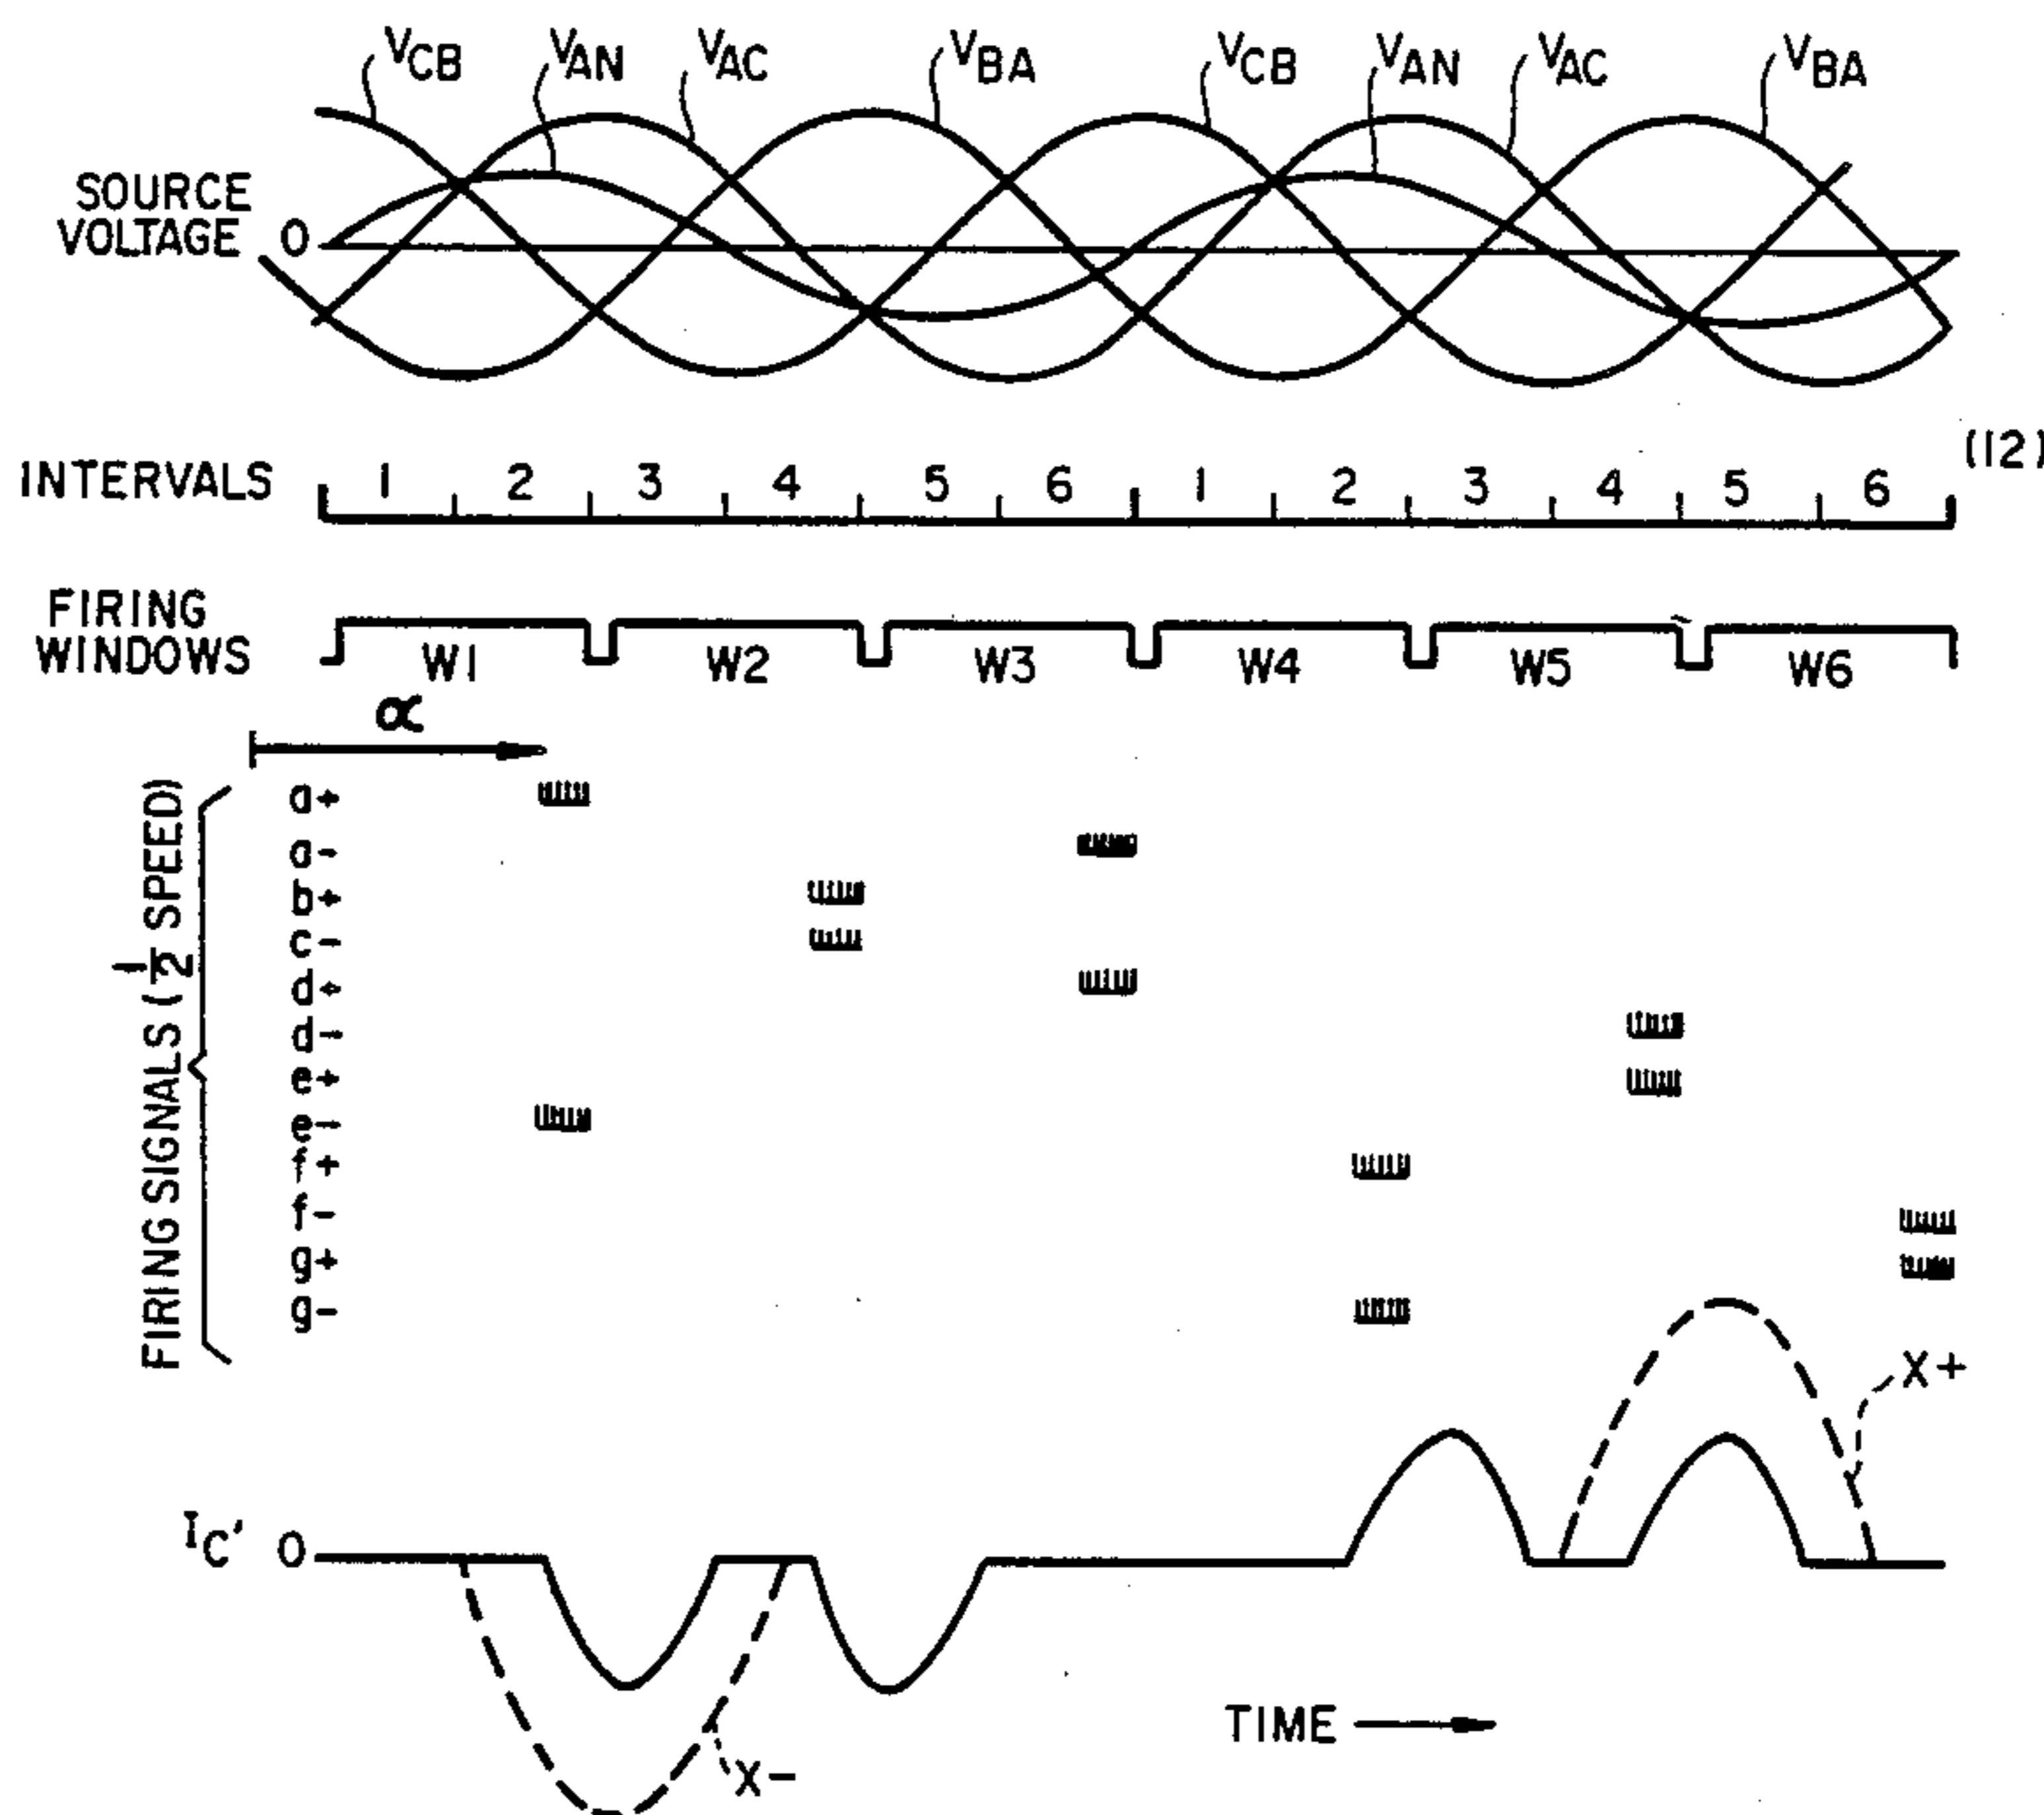 VCB VAN VAC VBA VCB VAN VAC VBA
SOURCE
VOLTAGE 0
INTERVALS 1 2 3 4 5 6 1 2 3 4 5 6 (12)
FIRING
WINDOWS W1 W2 W3 W4 W5 W6
α
FIRING SIGNALS (1/2 SPEED)
a+
a-
b+
c-
d+
d-
e+
e-
f+
f-
g+
g-
X+
IC' 0
TIME
X-